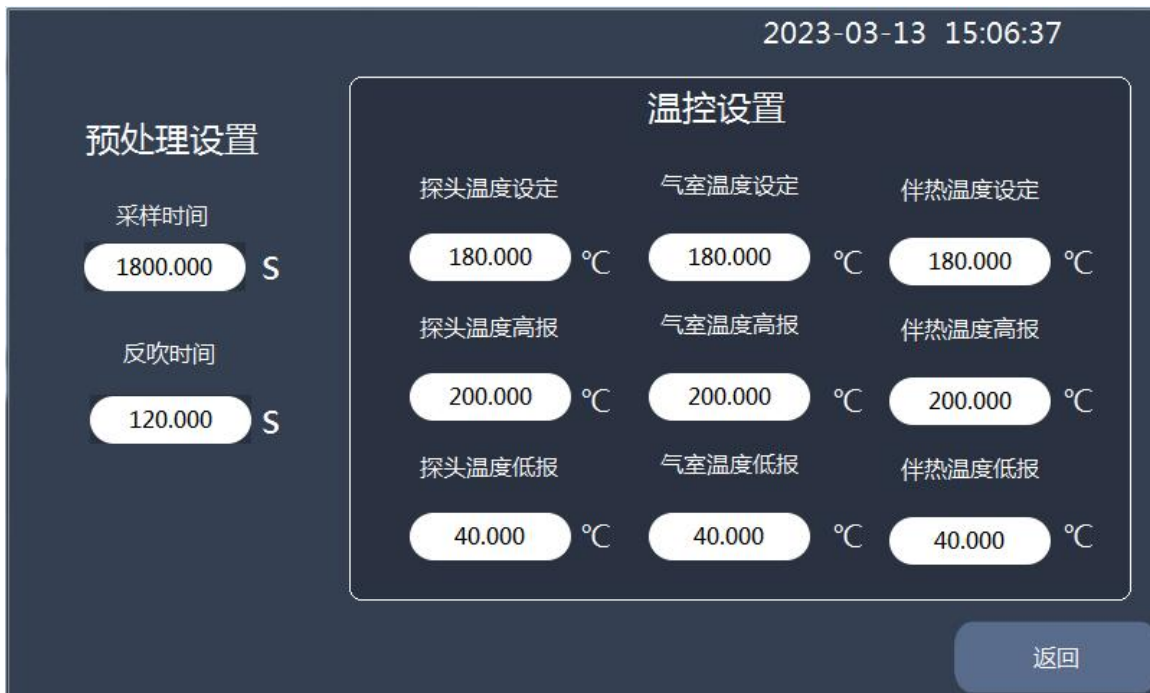 2023-03-13 15:06:37
预处理设置
采样时间
1800.000 S
反吹时间
120.000 S
温控设置
探头温度设定 气室温度设定 伴热温度设定
180.000 ℃ 180.000 ℃ 180.000 ℃
探头温度高报 气室温度高报 伴热温度高报
200.000 ℃ 200.000 ℃ 200.000 ℃
探头温度低报 气室温度低报 伴热温度低报
40.000 ℃ 40.000 ℃ 40.000 ℃
返回